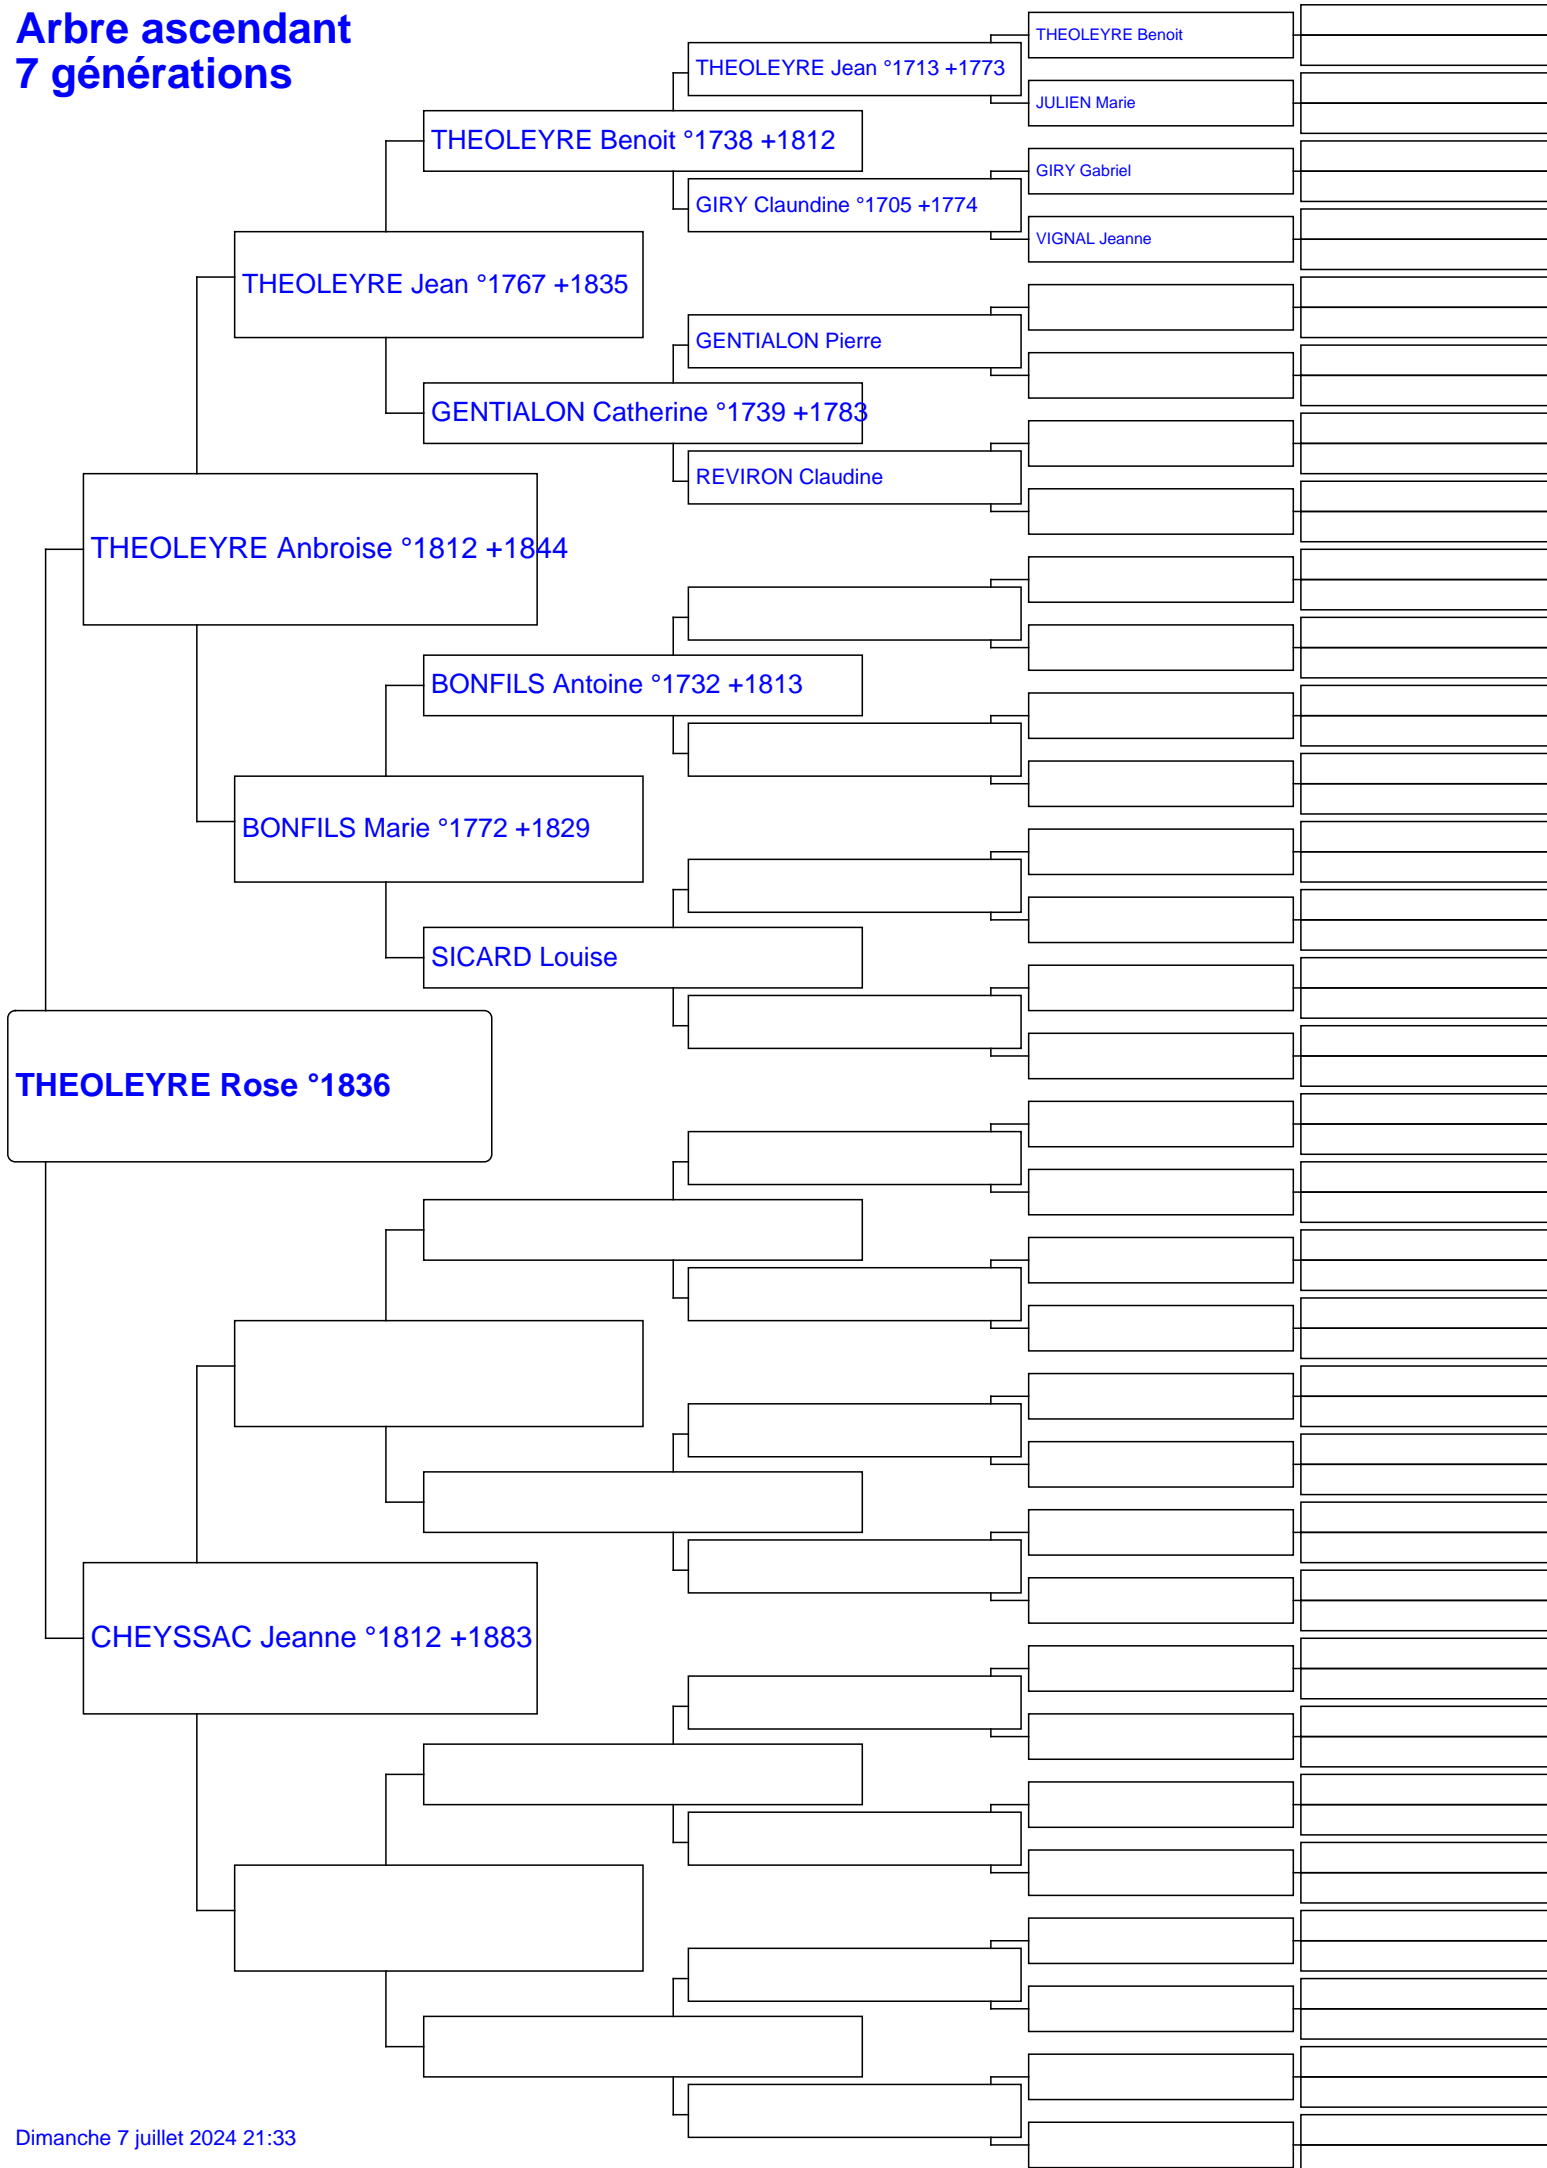 Arbre ascendant
7 générations
THEOLEYRE Benoit
THEOLEYRE Jean °1713 +1773
JULIEN Marie
THEOLEYRE Benoit °1738 +1812
GIRY Gabriel
GIRY Claundine °1705 +1774
VIGNAL Jeanne
THEOLEYRE Jean °1767 +1835
GENTIALON Pierre
GENTIALON Catherine °1739 +1783
REVIRON Claudine
THEOLEYRE Anbroise °1812 +1844
BONFILS Antoine °1732 +1813
BONFILS Marie °1772 +1829
SICARD Louise
THEOLEYRE Rose °1836
CHEYSSAC Jeanne °1812 +1883
Dimanche 7 juillet 2024 21:33